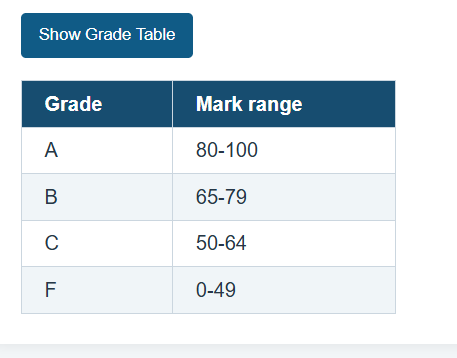 Show Grade Table
Grade Mark range
A 80-100
B 65-79
C 50-64
F 0-49